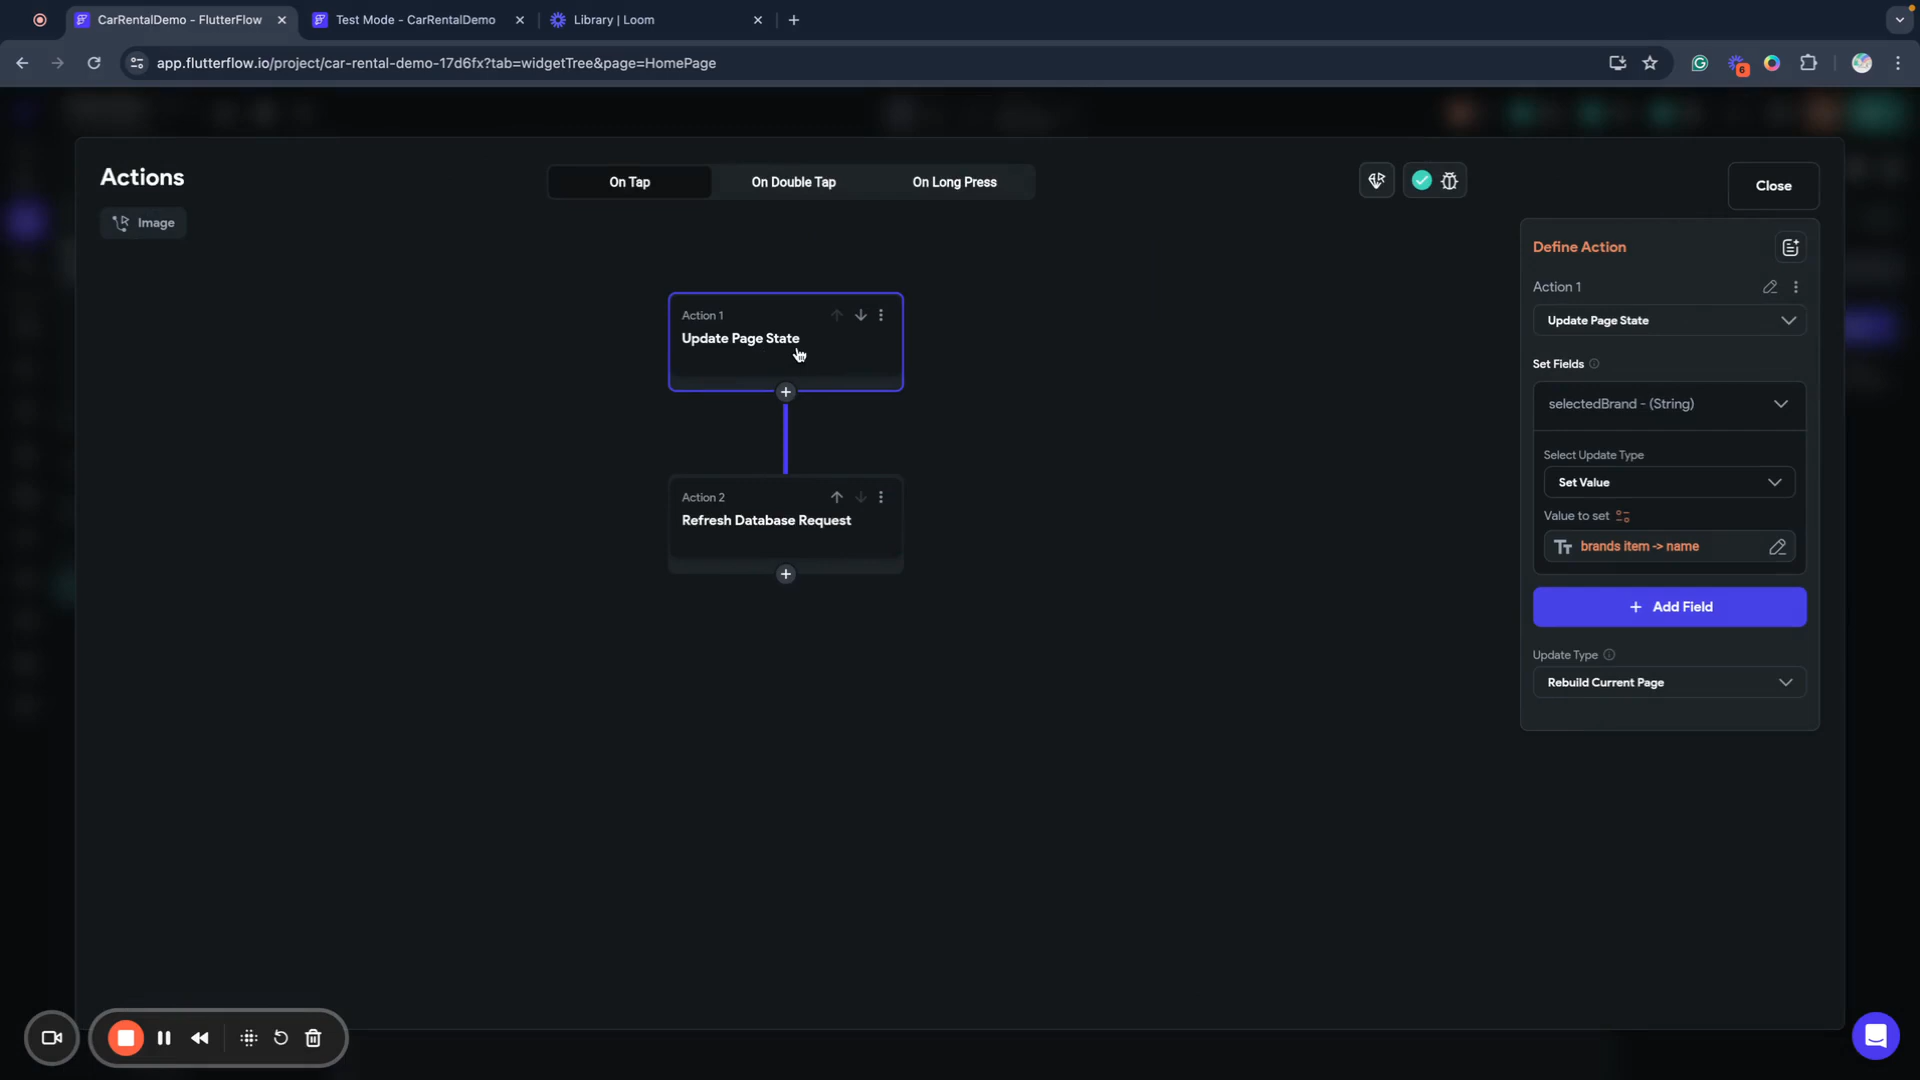 CarRentalDemo - FlutterFlow
Test Mode - CarRentalDemo
Library | Loom
app.flutterflow.io/project/car-rental-demo-17d6fx?tab=widgetTree&page=HomePage
6
Actions
On Tap
On Double Tap
On Long Press
Close
Image
Define Action
Action 1
Update Page State
Action 1
Update Page State
Set Fields
selectedBrand - (String)
Select Update Type
Set Value
Value to set
Tт brands item -> name
Action 2
Refresh Database Request
+ Add Field
Update Type
Rebuild Current Page